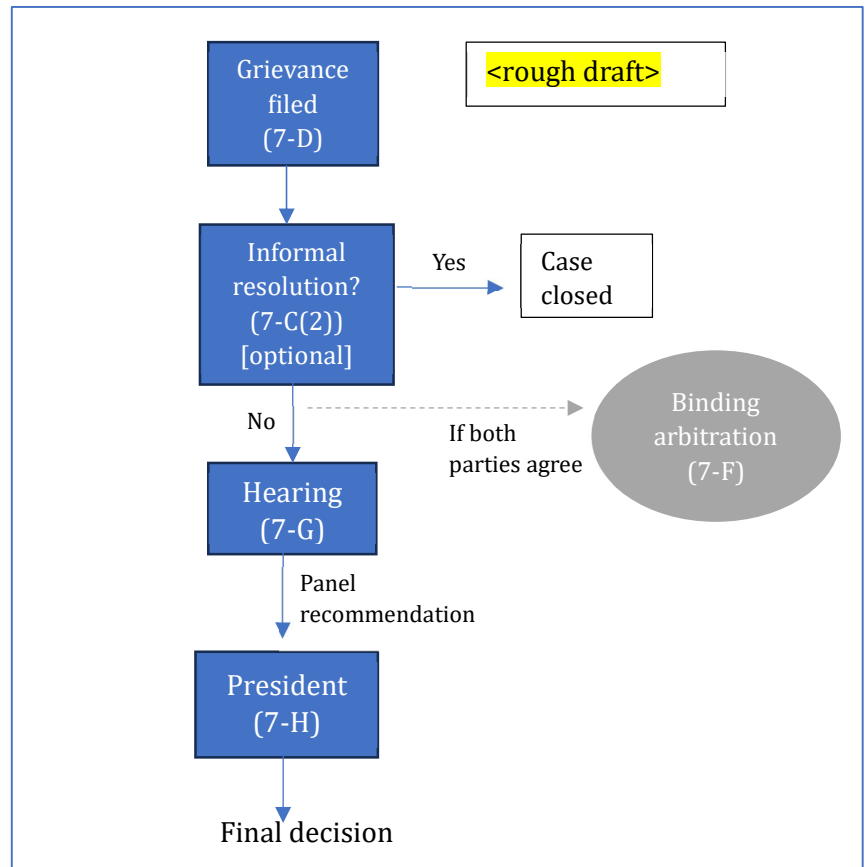 Grievance
filed
(7-D)
<rough draft>
Informal
resolution?
(7-C(2))
[optional]
Yes
Case
closed
No
If both
parties agree
Binding
arbitration
(7-F)
Hearing
(7-G)
Panel
recommendation
President
(7-H)
Final decision